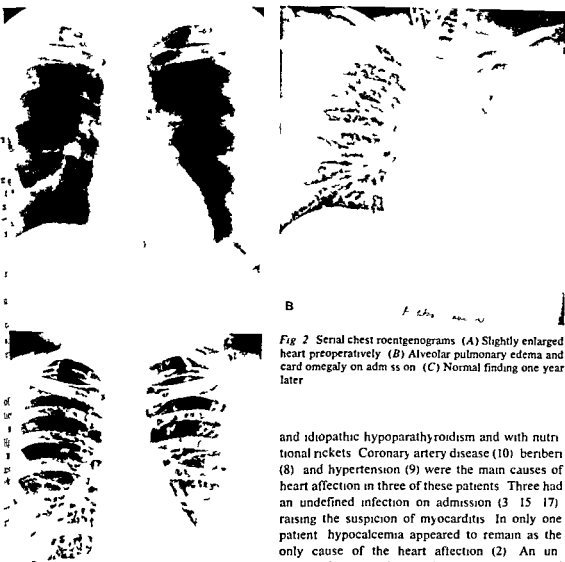 B
Fig 2 Serial chest roentgenograms (A) Slightly enlarged
heart preoperatively (B) Alveolar pulmonary edema and
card omegaly on adm ss on (C) Normal finding one year
later
and idiopathic hypoparathyroidism and with nutri
tional rickets Coronary artery disease (10) beriberi
(8) and hypertension (9) were the main causes of
heart affection in three of these patients Three had
an undefined infection on admission (3 15 17)
raising the suspicion of myocarditis In only one
patient hypocalcemia appeared to remain as the
only cause of the heart affection (2) An un